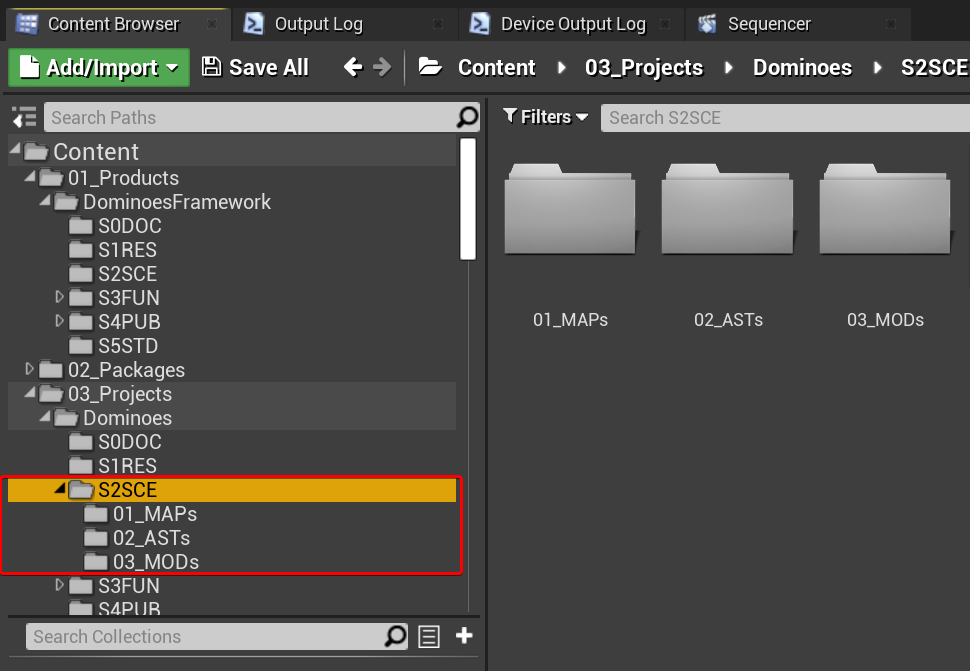 Content Browser
Output Log
Device Output Log
Sequencer
Add/Import
Save All
Content
03_Projects
Dominoes
S2SCE
Search Paths
Content
01_Products
DominoesFramework
S0DOC
S1RES
S2SCE
S3FUN
S4PUB
S5STD
02_Packages
03_Projects
Dominoes
S0DOC
S1RES
S2SCE
01_MAPs
02_ASTs
03_MODs
S3FUN
S4PUB
Search Collections
Filters
Search S2SCE
01_MAPs
02_ASTs
03_MODs